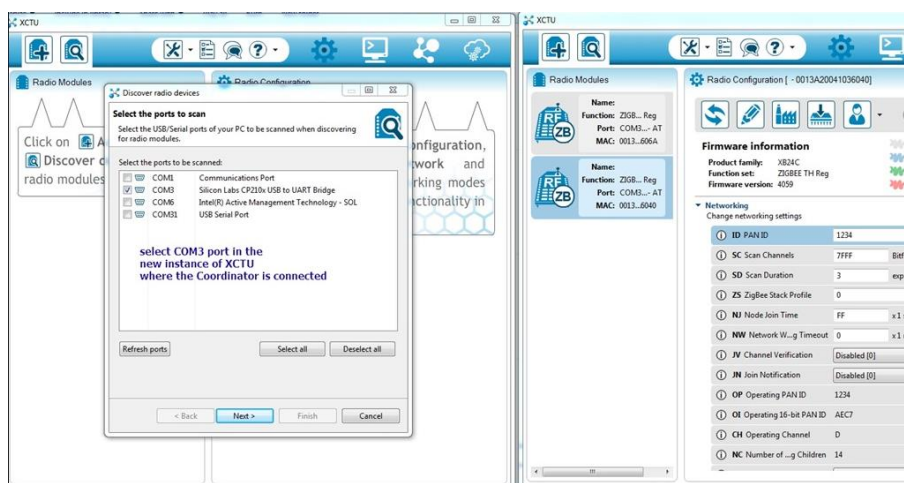 XCTU
Radio Modules
Radio Configuration
Click on
Discover
radio modules
onfiguration,
work and
rking modes
ctionality in
Discover radio devices
Select the ports to scan
Select the USB/Serial ports of your PC to be scanned when discovering
for radio modules.
Select the ports to be scanned:
COM1 Communications Port
COM3 Silicon Labs CP210x USB to UART Bridge
COM6 Intel(R) Active Management Technology - SOL
COM31 USB Serial Port
select COM3 port in the
new instance of XCTU
where the Coordinator is connected
Refresh ports Select all Deselect all
< Back Next > Finish Cancel
XCTU
Radio Modules
Name:
Function: ZIGB... Reg
Port: COM3...- AT
MAC: 0013...606A
Name:
Function: ZIGB... Reg
Port: COM3...- AT
MAC: 0013...6040
Radio Configuration [ - 0013A20041036040]
Firmware information
Product family: XB24C
Function set: ZIGBEE TH Reg
Firmware version: 4059
Networking
Change networking settings
ID PAN ID 1234
SC Scan Channels 7FFF Bitf
SD Scan Duration 3 exp
ZS ZigBee Stack Profile 0
NJ Node Join Time FF x 1
NW Network W...g Timeout 0 x 1
JV Channel Verification Disabled [0]
JN Join Notification Disabled [0]
OP Operating PAN ID 1234
OI Operating 16-bit PAN ID AEC7
CH Operating Channel D
NC Number of ...g Children 14